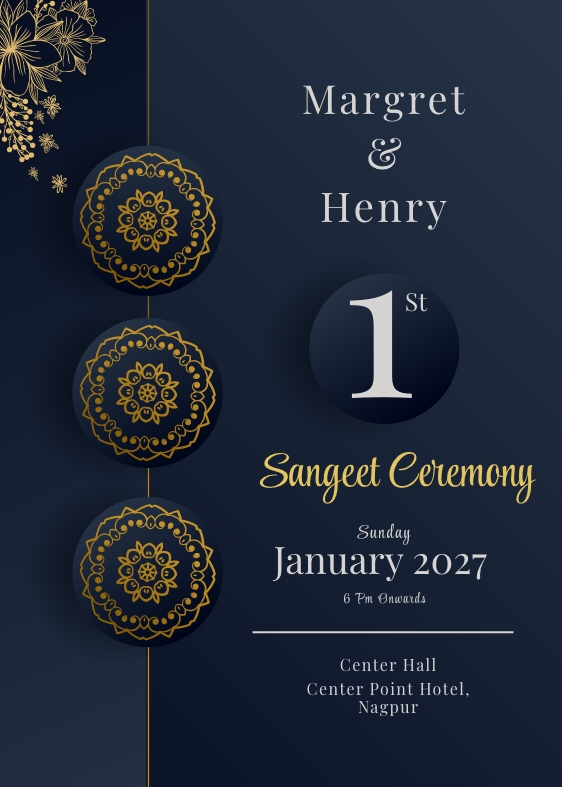 Margret
&
Henry
1St
Sangeet Ceremony
Sunday
January 2027
6 Pm Onwards
Center Hall
Center Point Hotel,
Nagpur